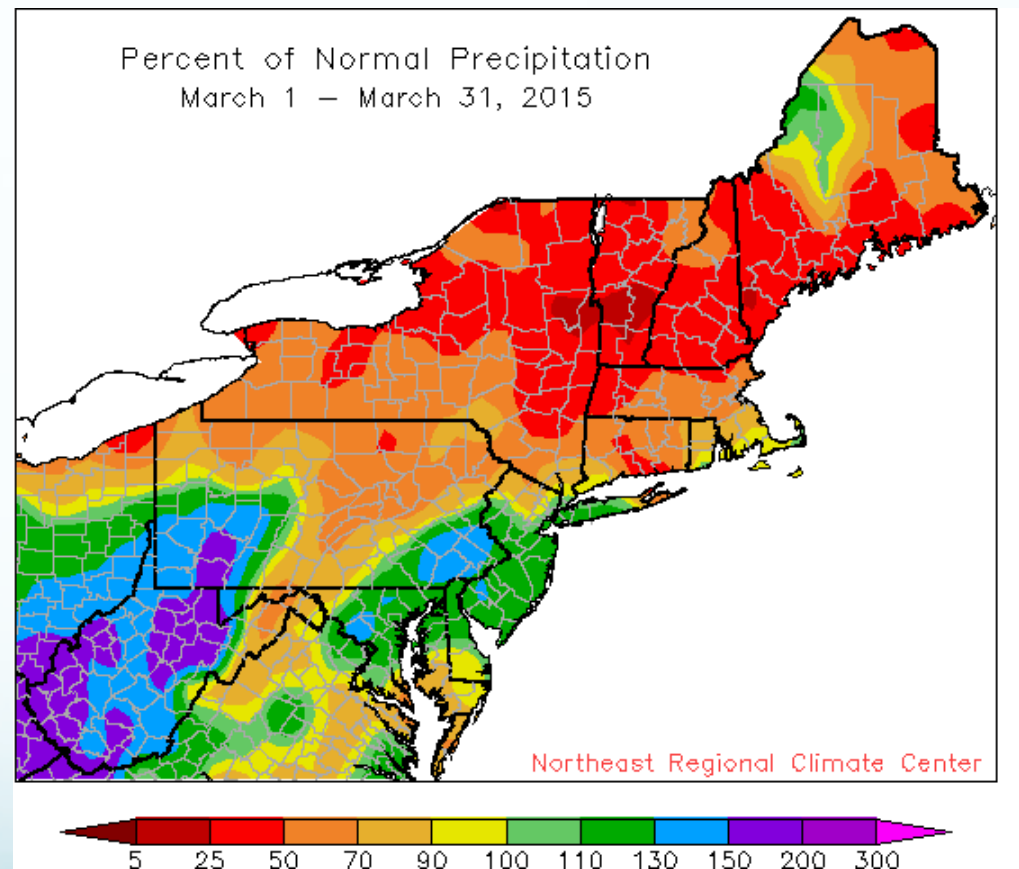 Percent of Normal Precipitation
March 1 – March 31, 2015
Northeast Regional Climate Center
5 25 50 70 90 100 110 130 150 200 300